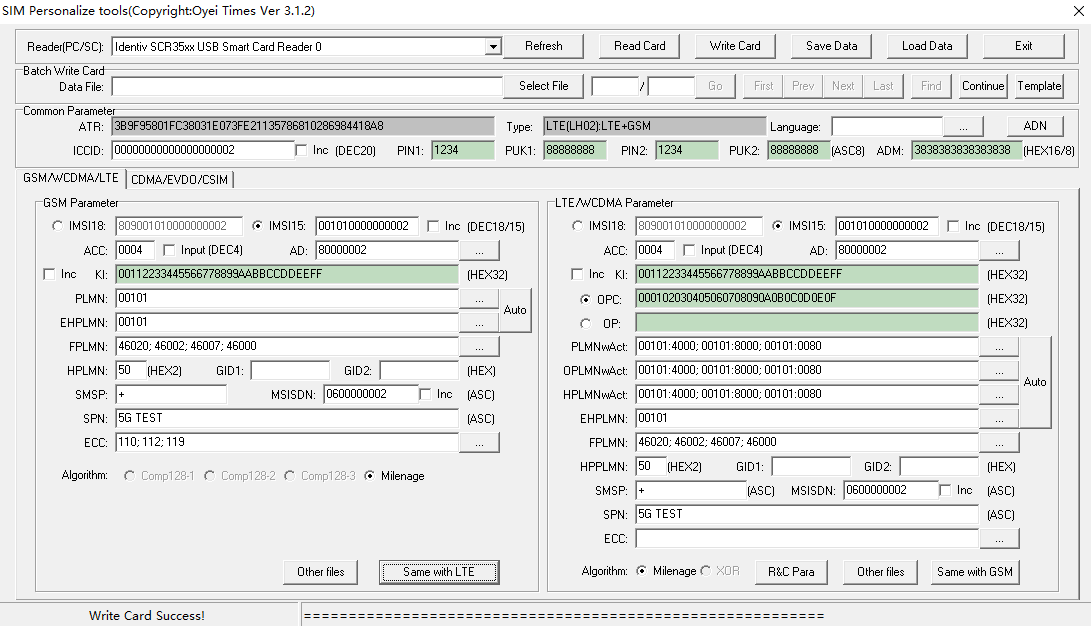 SIM Personalize tools(Copyright:Oyei Times Ver 3.1.2)
Reader(PC/SC): Identiv SCR35xx USB Smart Card Reader 0 Refresh Read Card Write Card Save Data Load Data Exit
Batch Write Card
Data File: Select File / Go First Prev Next Last Find Continue Template
Common Parameter
ATR: 3B9F95801FC38031E073FE21135786810286984418A8 Type: LTE(LH02):LTE+GSM Language: ... ADN
ICCID: 00000000000000000002 Inc (DEC20) PIN1: 1234 PUK1: 88888888 PIN2: 1234 PUK2: 88888888 (ASC8) ADM: 3838383838383838 (HEX16/8)
GSM/WCDMA/LTE CDMA/EVDO/CSIM
GSM Parameter
IMSI18: 809001010000000002 IMSI15: 001010000000002 Inc (DEC18/15)
ACC: 0004 Input (DEC4) AD: 80000002 ...
Inc KI: 00112233445566778899AABBCCDDEEFF (HEX32)
PLMN: 00101 ...
Auto
EHPLMN: 00101 ...
FPLMN: 46020; 46002; 46007; 46000 ...
HPLMN: 50 (HEX2) GID1: GID2: (HEX)
SMSP: + MSISDN: 0600000002 Inc (ASC)
SPN: 5G TEST (ASC)
ECC: 110; 112; 119 ...
Algorithm: Comp128-1 Comp128-2 Comp128-3 Milenage
Other files Same with LTE
LTE/WCDMA Parameter
IMSI18: 809001010000000002 IMSI15: 001010000000002 Inc (DEC18/15)
ACC: 0004 Input (DEC4) AD: 80000002 ...
Inc KI: 00112233445566778899AABBCCDDEEFF (HEX32)
OPC: 000102030405060708090A0B0C0D0E0F (HEX32)
OP: (HEX32)
PLMNwAct: 00101:4000; 00101:8000; 00101:0080 ...
OPLMNwAct: 00101:4000; 00101:8000; 00101:0080 ...
Auto
HPLMNwAct: 00101:4000; 00101:8000; 00101:0080 ...
EHPLMN: 00101 ...
FPLMN: 46020; 46002; 46007; 46000 ...
HPPLMN: 50 (HEX2) GID1: GID2: (HEX)
SMSP: + (ASC) MSISDN: 0600000002 Inc (ASC)
SPN: 5G TEST (ASC)
ECC: ...
Algorithm: Milenage XOR R&C Para Other files Same with GSM
Write Card Success! ==========================================================